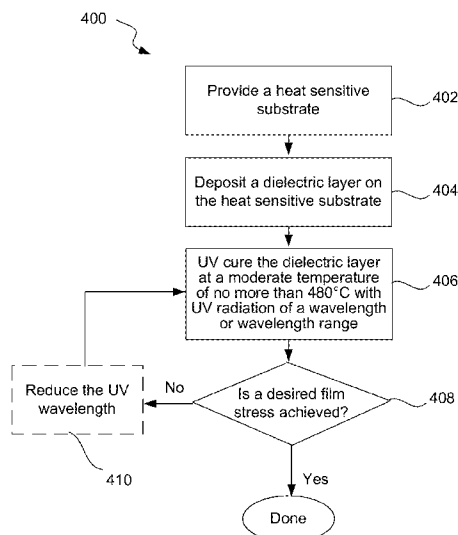 400
Provide a heat sensitive
substrate
402
Deposit a dielectric layer on
the heat sensitive substrate
404
UV cure the dielectric layer
at a moderate temperature
of no more than 480°C with
UV radiation of a wavelength
or wavelength range
406
Is a desired film
stress achieved?
408
No
Reduce the UV
wavelength
410
Yes
Done